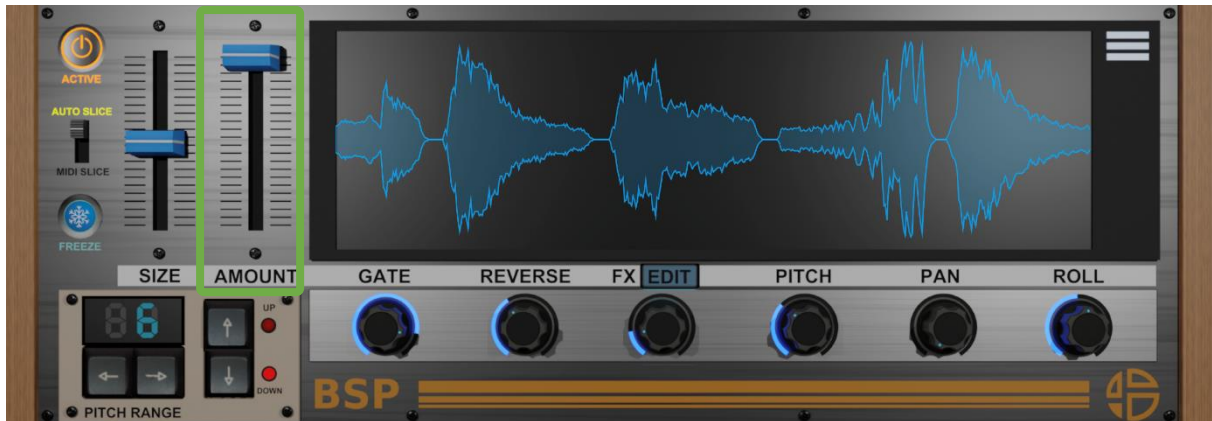 ACTIVE
AUTO SLICE
MIDI SLICE
FREEZE
SIZE AMOUNT GATE REVERSE FX EDIT PITCH PAN ROLL
6
UP
DOWN
PITCH RANGE
BSP